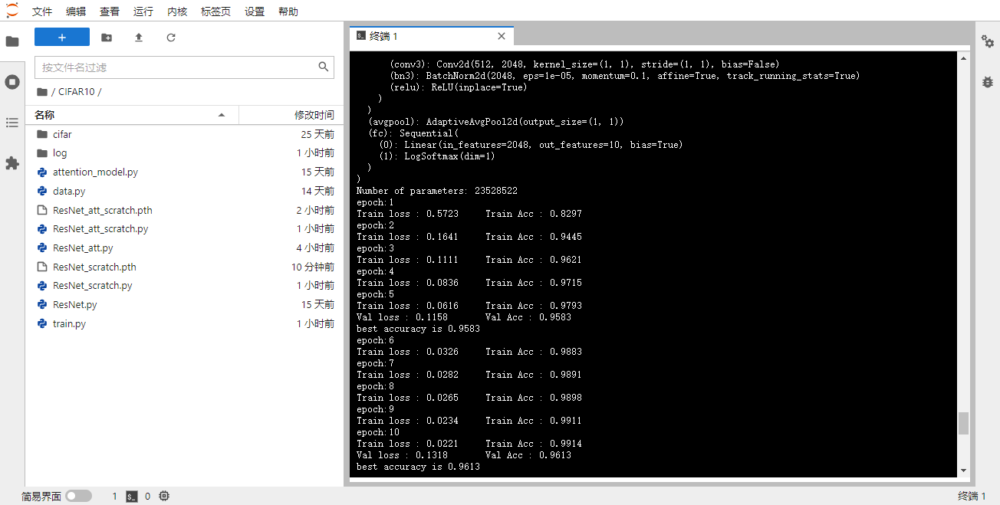 文件 编辑 查看 运行 内核 标签页 设置 帮助
按文件名过滤
/ CIFAR10 /
名称 修改时间
cifar 25 天前
log 1 小时前
attention_model.py 15 天前
data.py 14 天前
ResNet_att_scratch.pth 2 小时前
ResNet_att_scratch.py 1 小时前
ResNet_att.py 4 小时前
ResNet_scratch.pth 10 分钟前
ResNet_scratch.py 1 小时前
ResNet.py 15 天前
train.py 1 小时前
终端 1
(conv3): Conv2d(512, 2048, kernel_size=(1, 1), stride=(1, 1), bias=False)
(bn3): BatchNorm2d(2048, eps=1e-05, momentum=0.1, affine=True, track_running_stats=True)
(relu): ReLU(inplace=True)
)
)
(avgpool): AdaptiveAvgPool2d(output_size=(1, 1))
(fc): Sequential(
(0): Linear(in_features=2048, out_features=10, bias=True)
(1): LogSoftmax(dim=1)
)
)
Number of parameters: 23528522
epoch:1
Train loss : 0.5723 Train Acc : 0.8297
epoch:2
Train loss : 0.1641 Train Acc : 0.9445
epoch:3
Train loss : 0.1111 Train Acc : 0.9621
epoch:4
Train loss : 0.0836 Train Acc : 0.9715
epoch:5
Train loss : 0.0616 Train Acc : 0.9793
Val loss : 0.1158 Val Acc : 0.9583
best accuracy is 0.9583
epoch:6
Train loss : 0.0326 Train Acc : 0.9883
epoch:7
Train loss : 0.0282 Train Acc : 0.9891
epoch:8
Train loss : 0.0265 Train Acc : 0.9898
epoch:9
Train loss : 0.0234 Train Acc : 0.9911
epoch:10
Train loss : 0.0221 Train Acc : 0.9914
Val loss : 0.1318 Val Acc : 0.9613
best accuracy is 0.9613
简易界面 1 0 终端 1